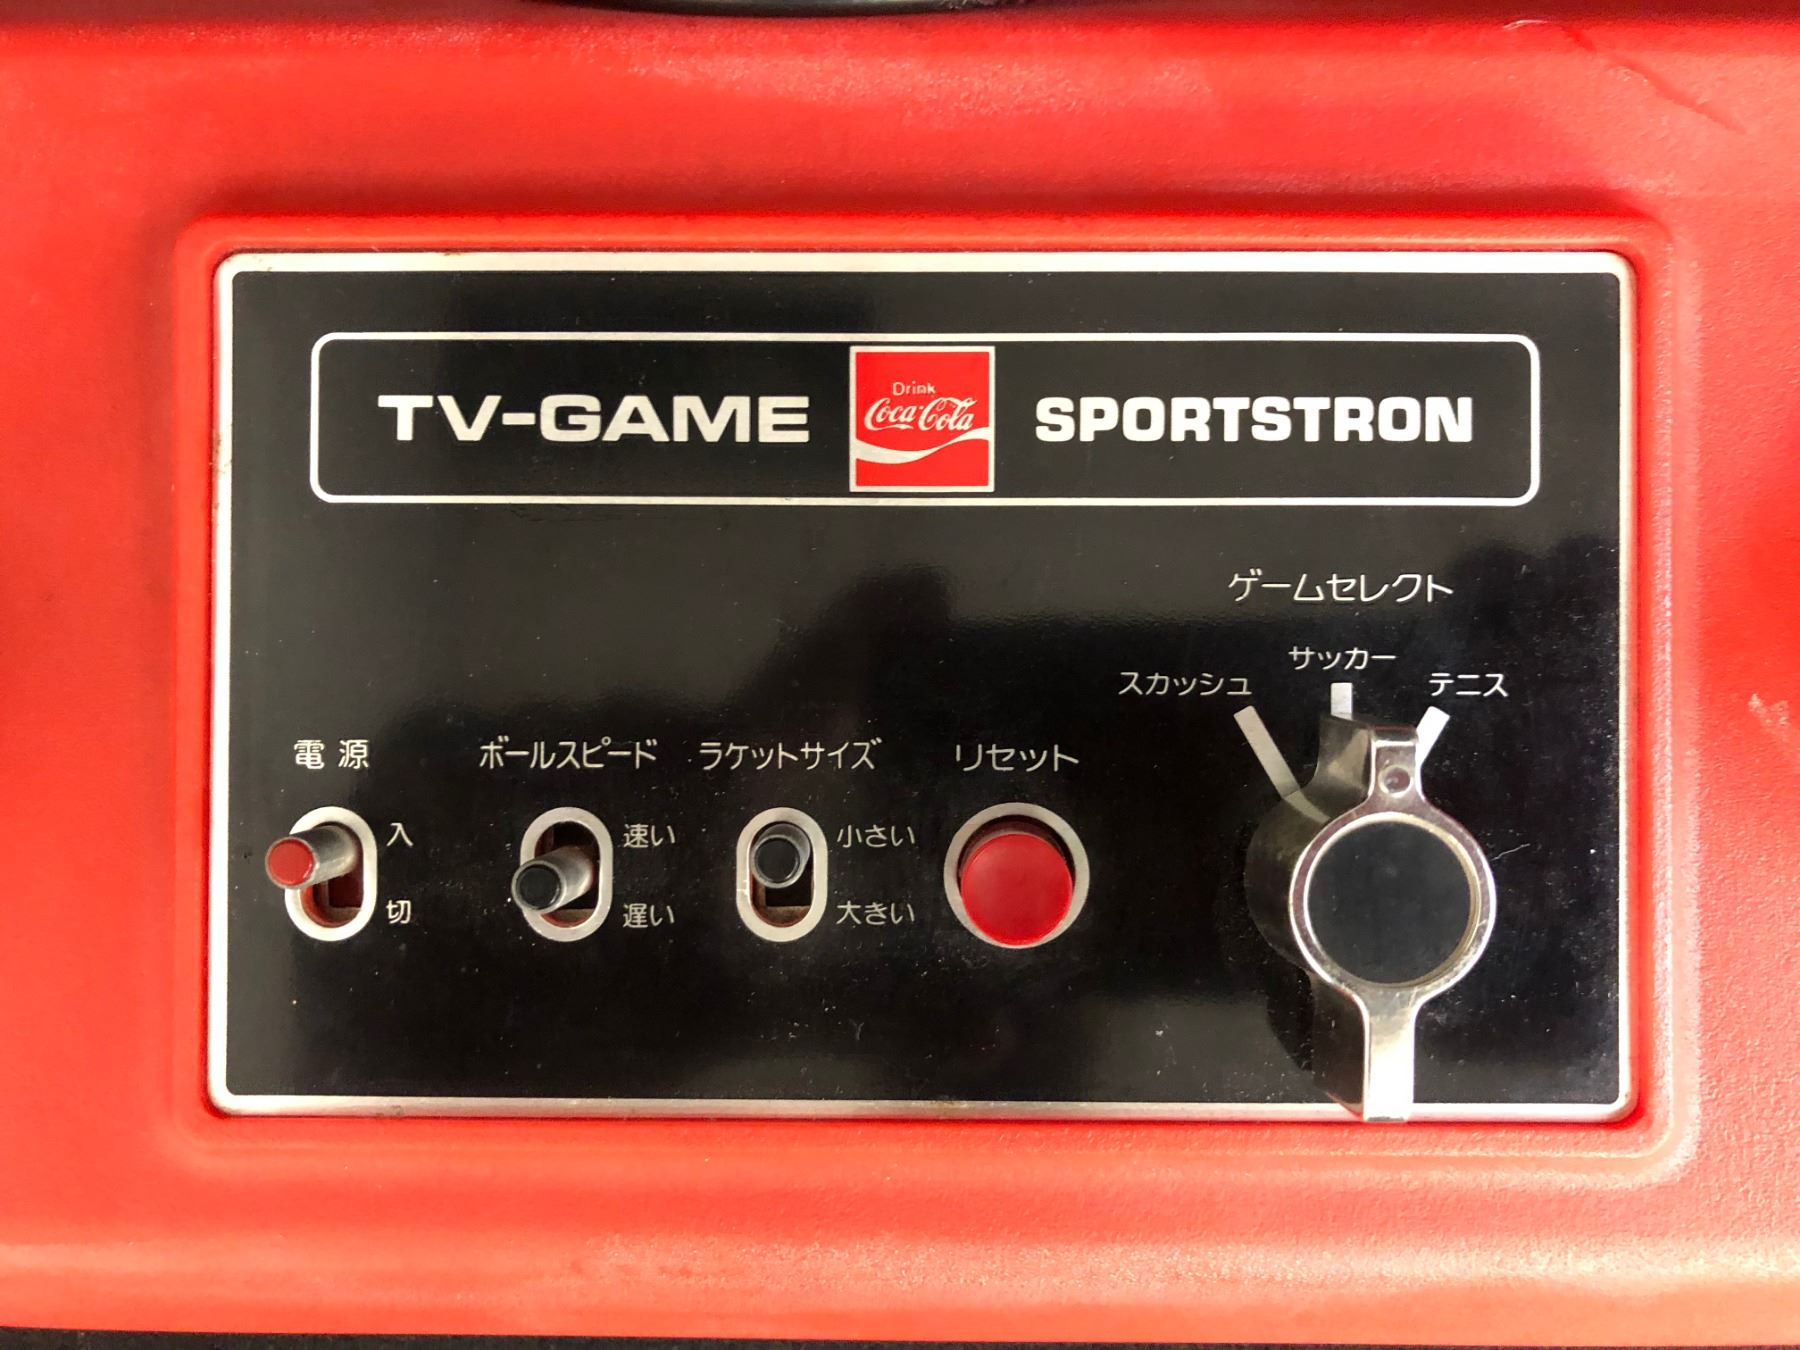 TV-GAME
Drink
Coca-Cola
SPORTSTRON
ゲームセレクト
スカッシュ
サッカー
テニス
電源
入
切
ボールスピード
速い
遅い
ラケットサイズ
小さい
大きい
リセット